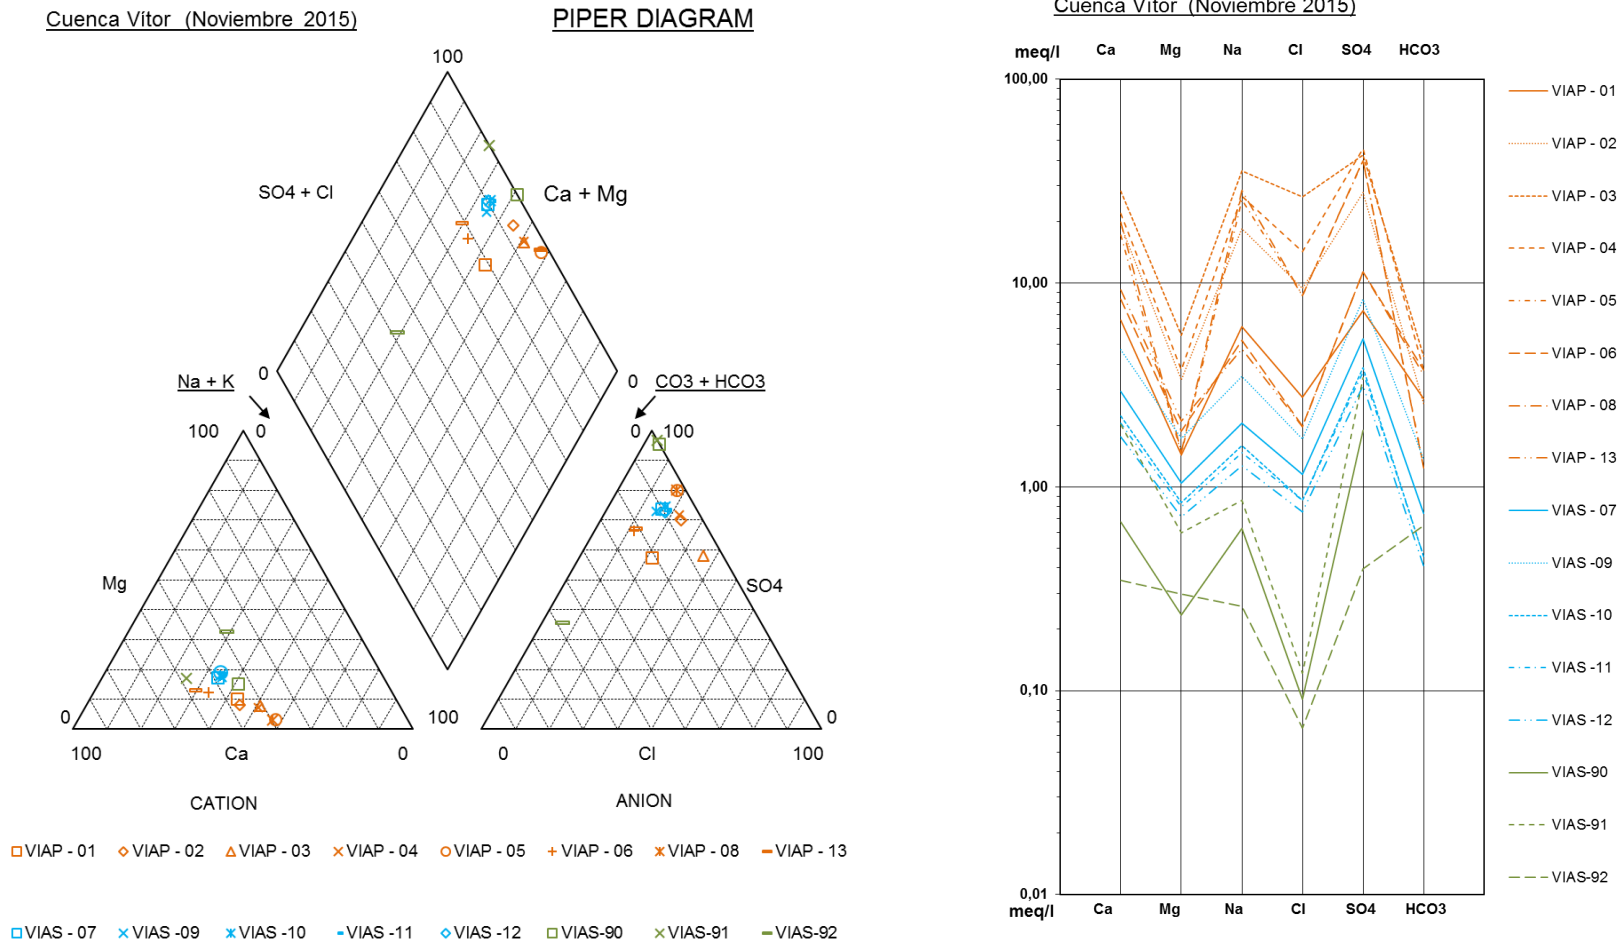 Cuenca Vítor (Noviembre 2015)
PIPER DIAGRAM
100
SO4 + Cl
Ca + Mg
0
0
Na + K
CO3 + HCO3
100
0
0
100
Mg
SO4
0
100
0
100
Ca
0
0
Cl
100
CATION
ANION
VIAP - 01
VIAP - 02
VIAP - 03
VIAP - 04
VIAP - 05
VIAP - 06
VIAP - 08
VIAP - 13
VIAS - 07
VIAS -09
VIAS -10
VIAS -11
VIAS -12
VIAS-90
VIAS-91
VIAS-92
Cuenca Vítor (Noviembre 2015)
meq/l
Ca
Mg
Na
Cl
SO4
HCO3
100,00
10,00
1,00
0,10
0,01
meq/l
Ca
Mg
Na
Cl
SO4
HCO3
VIAP - 01
VIAP - 02
VIAP - 03
VIAP - 04
VIAP - 05
VIAP - 06
VIAP - 08
VIAP - 13
VIAS - 07
VIAS -09
VIAS -10
VIAS -11
VIAS -12
VIAS-90
VIAS-91
VIAS-92